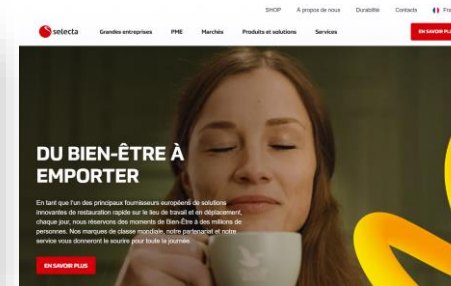 SHOP À propos de nous Durabilité Contacts
selecta Grandes entreprises PME Marchés Produits et solutions Services EN SAVOIR PLU
DU BIEN-ÊTRE À
EMPORTER
En tant que l'un des principaux fournisseurs européens de solutions
innovantes de restauration rapide sur le lieu de travail et en déplacement,
chaque jour, nous réservons des moments de Bien-Être à des millions de
personnes. Nos marques de classe mondiale, notre partenariat et notre
service vous donneront le sourire pour toute la journée.
EN SAVOIR PLUS